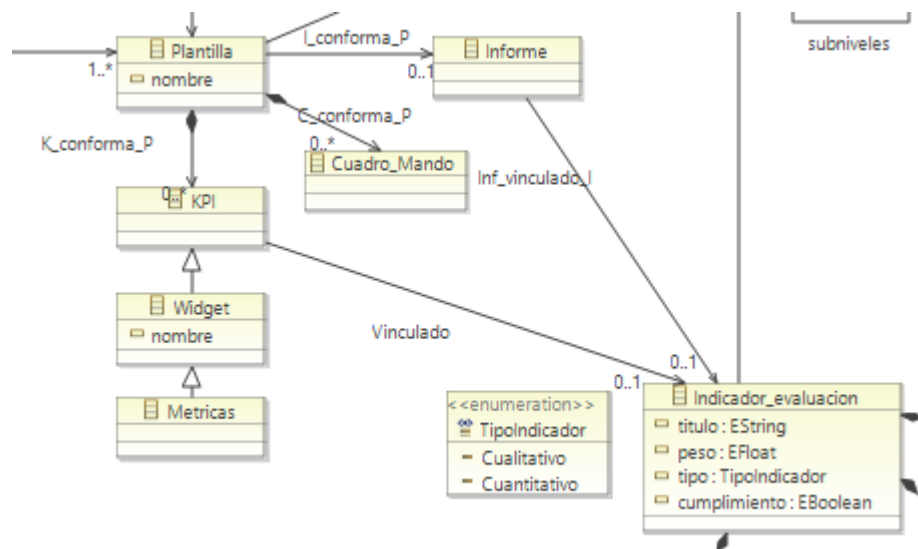 Plantilla
I_conforma_P
Informe
subniveles
1..*
nombre
0..1
K_conforma_P
C_conforma_P
0..*
Cuadro_Mando
Inf_vinculado_I
0..*
KPI
Widget
nombre
Vinculado
0..1
0..1
Metricas
<<enumeration>>
TipoIndicador
Cualitativo
Cuantitativo
Indicador_evaluacion
titulo : EString
peso : EFloat
tipo : TipoIndicador
cumplimiento : EBoolean